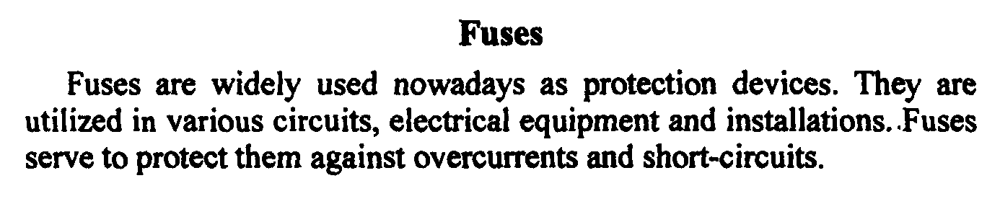 Fuses
Fuses are widely used nowadays as protection devices. They are
utilized in various circuits, electrical equipment and installations. .Fuses
serve to protect them against overcurrents and short-circuits.